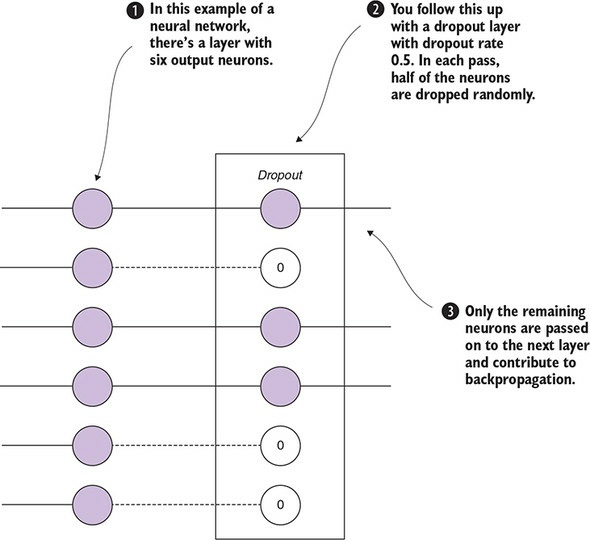 1 In this example of a
neural network,
there's a layer with
six output neurons.
2 You follow this up
with a dropout layer
with dropout rate
0.5. In each pass,
half of the neurons
are dropped randomly.
Dropout
0
3 Only the remaining
neurons are passed
on to the next layer
and contribute to
backpropagation.
0
0